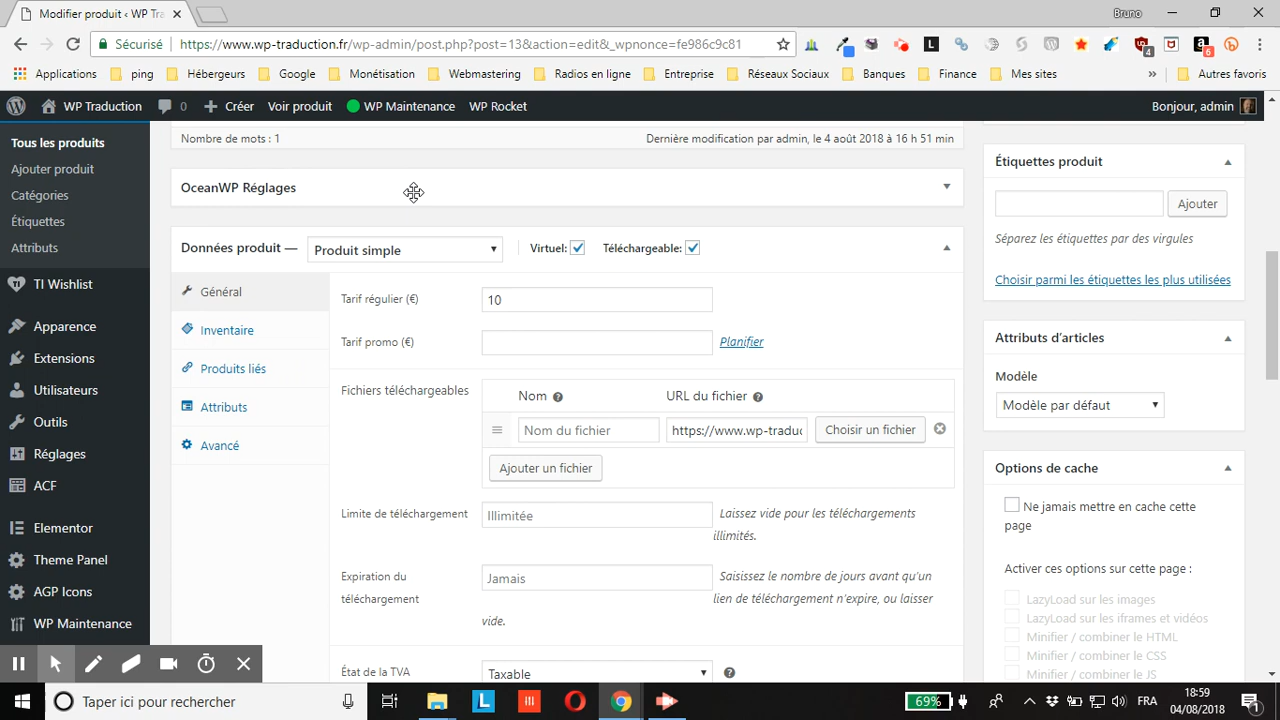 Modifier produit ‹ WP Tra
Bruno
Sécurisé
https://www.wp-traduction.fr/wp-admin/post.php?post=13&action=edit&_wpnonce=fe986c9c81
Applications
ping
Hébergeurs
Google
Monétisation
Webmastering
Radios en ligne
Entreprise
Réseaux Sociaux
Banques
Finance
Mes sites
»
Autres favoris
WP Traduction
0
Créer
Voir produit
WP Maintenance
WP Rocket
Bonjour, admin
Tous les produits
Ajouter produit
Catégories
Étiquettes
Attributs
TI Wishlist
Apparence
Extensions
Utilisateurs
Outils
Réglages
ACF
Elementor
Theme Panel
AGP Icons
WP Maintenance
Nombre de mots : 1
Dernière modification par admin, le 4 août 2018 à 16 h 51 min
OceanWP Réglages
Données produit —
Produit simple
Virtuel:
Téléchargeable:
Général
Inventaire
Produits liés
Attributs
Avancé
Tarif régulier (€)
10
Tarif promo (€)
Planifier
Fichiers téléchargeables
Nom
URL du fichier
Nom du fichier
https://www.wp-traduc
Choisir un fichier
Ajouter un fichier
Limite de téléchargement
Illimitée
Laissez vide pour les téléchargements
illimités.
Expiration du
téléchargement
Jamais
Saisissez le nombre de jours avant qu'un
lien de téléchargement n'expire, ou laisser
vide.
État de la TVA
Taxable
Étiquettes produit
Ajouter
Séparez les étiquettes par des virgules
Choisir parmi les étiquettes les plus utilisées
Attributs d'articles
Modèle
Modèle par défaut
Options de cache
Ne jamais mettre en cache cette
page
Activer ces options sur cette page :
LazyLoad sur les images
LazyLoad sur les iframes et vidéos
Minifier / combiner le HTML
Minifier / combiner le CSS
Minifier / combiner le JS
Taper ici pour rechercher
69%
FRA
18:59
04/08/2018